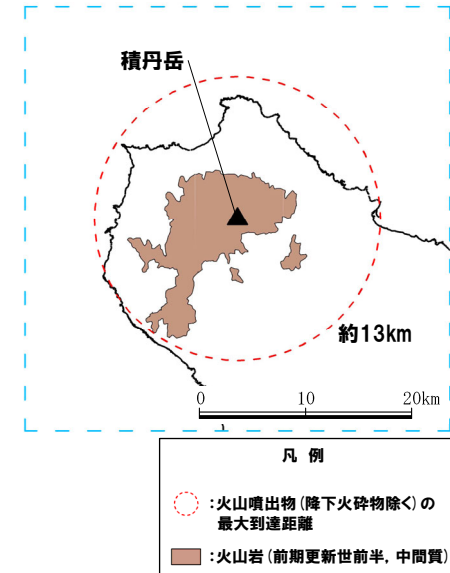 積丹岳
約13km
0 10 20km
凡 例
:火山噴出物(降下火砕物除く)の
最大到達距離
:火山岩(前期更新世前半,中間質)